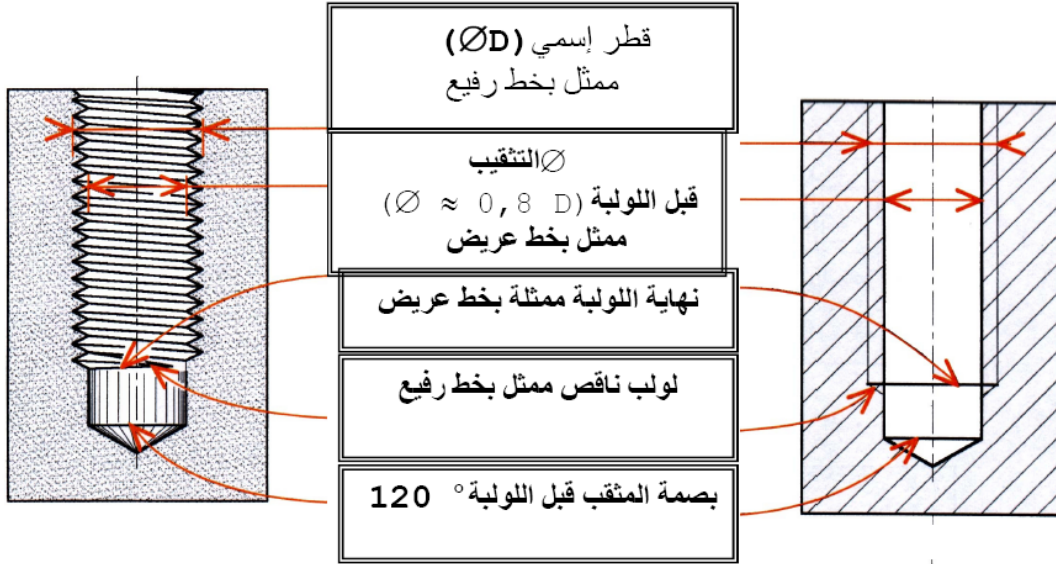 قطر إسمي (ØD)
ممثل بخط رفيع
Øالتثقيب
قبل اللولبة (Ø ≈ 0,8 D)
ممثل بخط عريض
نهاية اللولبة ممثلة بخط عريض
لولب ناقص ممثل بخط رفيع
بصمة المثقب قبل اللولبة ° 120